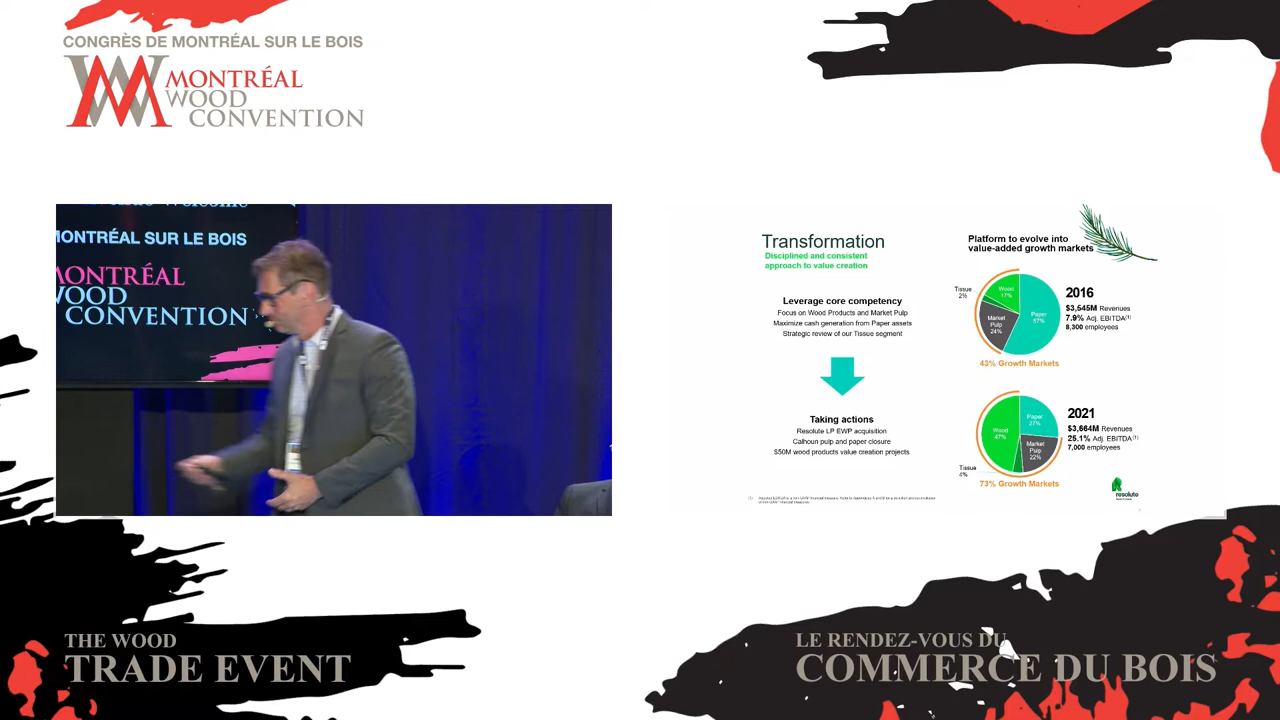 CONGRÈS DE MONTRÉAL SUR LE BOIS
MONTRÉAL
WOOD
CONVENTION
MONTRÉAL SUR LE BOIS
MONTRÉAL
WOOD
CONVENTION
Transformation
Disciplined and consistent
approach to value creation
Leverage core competency
Focus on Wood Products and Market Pulp
Maximize cash generation from Paper assets
Strategic review of our Tissue segment
Taking actions
Resolute LP EWP acquisition
Calhoun pulp and paper closure
$50M wood products value creation projects
Platform to evolve into
value-added growth markets
Tissue
2%
Wood
17%
Market
Pulp
24%
Paper
57%
2016
$3,545M Revenues
7.9% Adj. EBITDA(1)
8,300 employees
43% Growth Markets
Wood
47%
Paper
27%
Market
Pulp
22%
Tissue
4%
2021
$3,664M Revenues
25.1% Adj. EBITDA(1)
7,000 employees
73% Growth Markets
resolute
THE WOOD
TRADE EVENT
LE RENDEZ-VOUS DU
COMMERCE DU BOIS